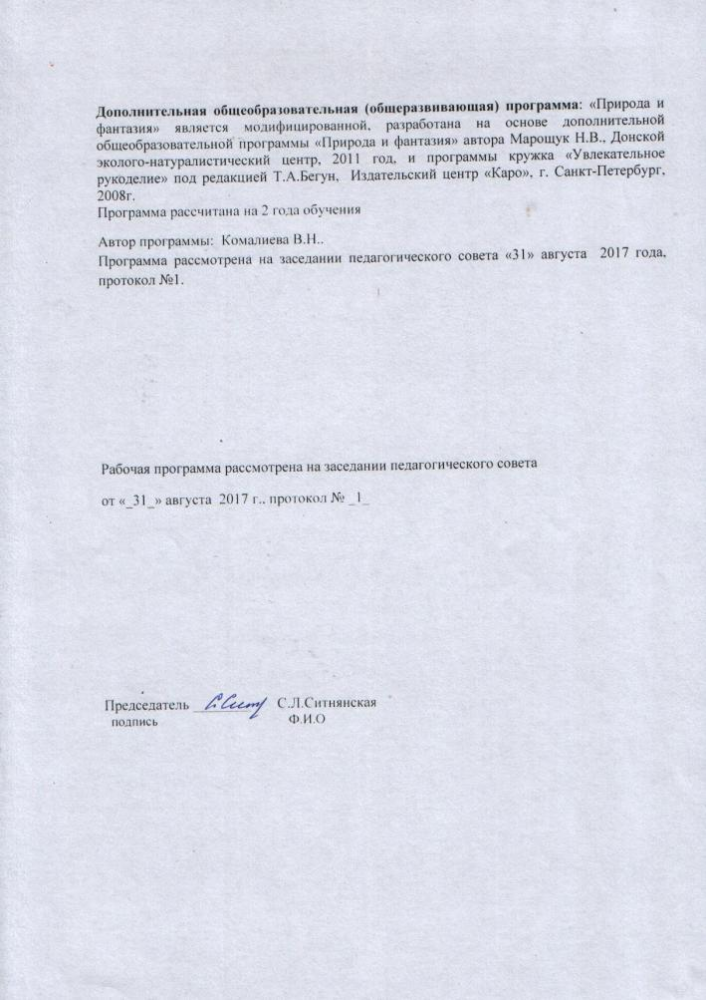 Дополнительная общеобразовательная (общеразвивающая) программа: «Природа и
фантазия» является модифицированной, разработана на основе дополнительной
общеобразовательной программы «Природа и фантазия» автора Марощук Н.В., Донской
эколого-натуралистический центр, 2011 год, и программы кружка «Увлекательное
рукоделие» под редакцией Т.А.Бегун, Издательский центр «Каро», г. Санкт-Петербург,
2008г.
Программа рассчитана на 2 года обучения
Автор программы: Комалиева В.Н..
Программа рассмотрена на заседании педагогического совета «31» августа 2017 года,
протокол №1.
Рабочая программа рассмотрена на заседании педагогического совета
от «_31_» августа 2017 г.. протокол № _1_
Председатель С.Сит С.Л.Ситнянская
подпись Ф.И.О